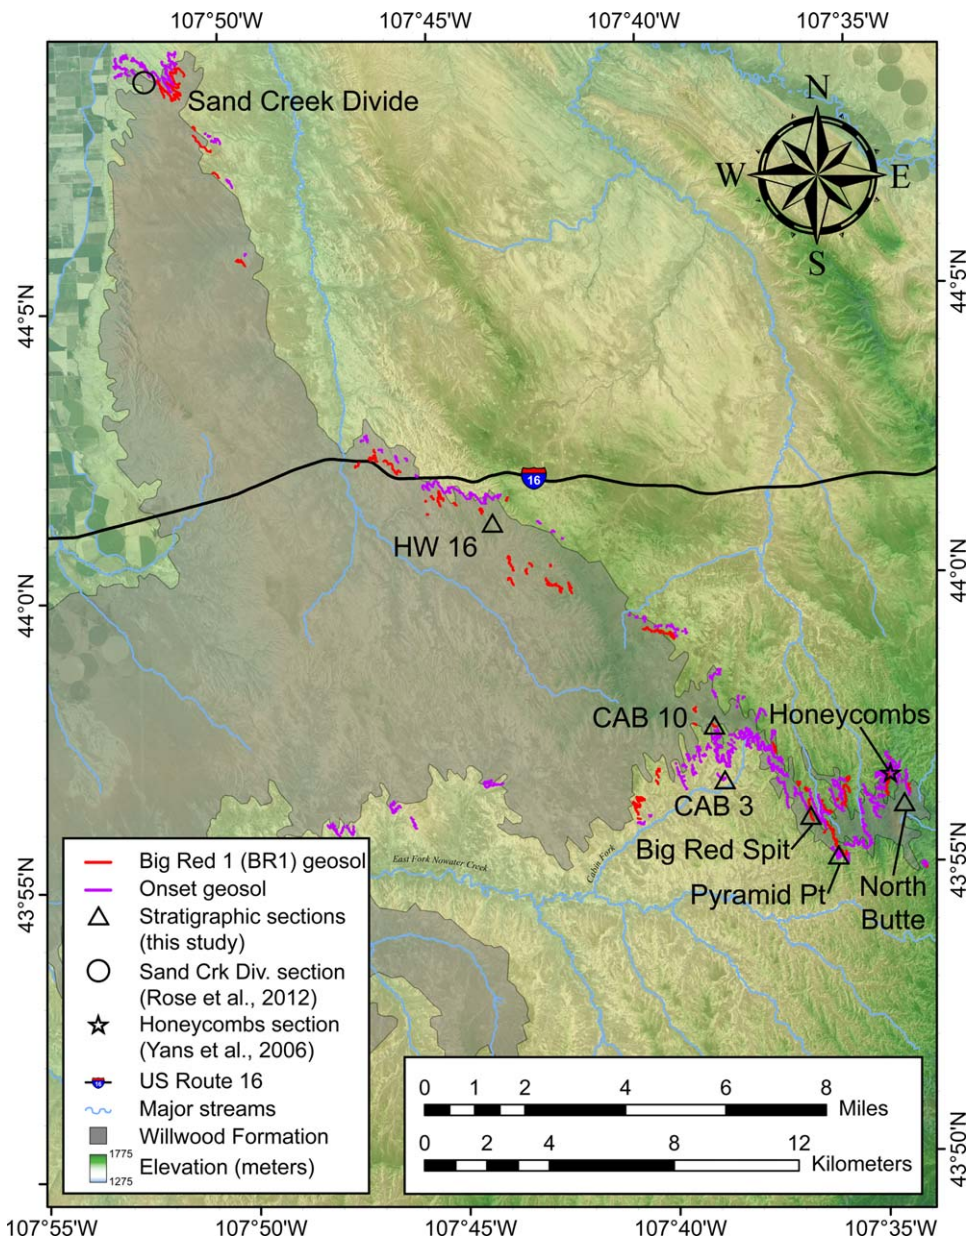 107°50'W 107°45'W 107°40'W 107°35'W
Sand Creek Divide
N
W E
S
44°5'N
44°5'N
16
HW 16
44°0'N
44°0'N
CAB 10
Honeycombs
CAB 3
Big Red Spit
Pyramid Pt
North
Butte
East Fork Nowater Creek
Cabin Fork
43°55'N
43°55'N
Big Red 1 (BR1) geosol
Onset geosol
Stratigraphic sections
(this study)
Sand Crk Div. section
(Rose et al., 2012)
Honeycombs section
(Yans et al., 2006)
US Route 16
Major streams
Willwood Formation
1775
1275
Elevation (meters)
0 1 2 4 6 8
Miles
0 2 4 8 12
Kilometers
43°50'N
107°55'W 107°50'W 107°4'W 107°40'W 107°35'W